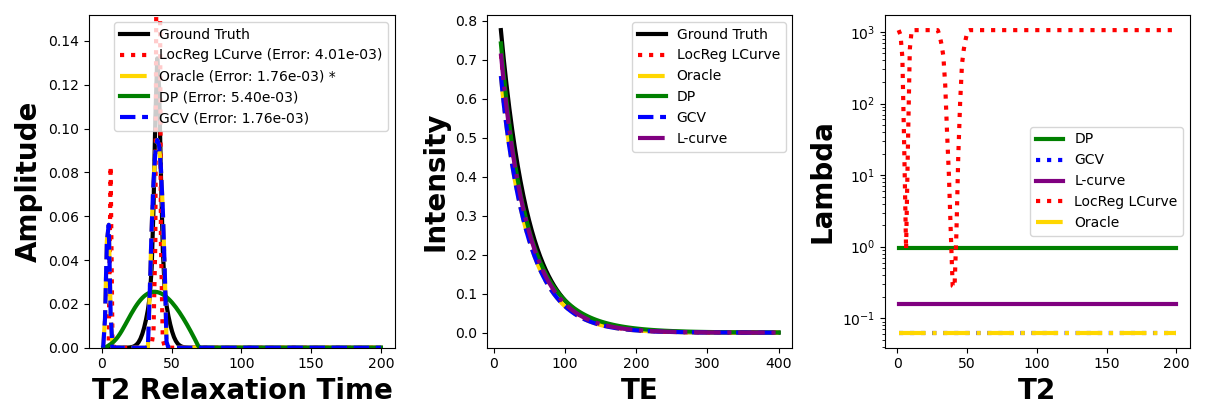 Amplitude
0.14
0.12
0.10
0.08
0.06
0.04
0.02
0.00
0 50 100 150 200
T2 Relaxation Time
Ground Truth
LocReg LCurve (Error: 4.01e-03)
Oracle (Error: 1.76e-03) *
DP (Error: 5.40e-03)
GCV (Error: 1.76e-03)
Intensity
0.8
0.7
0.6
0.5
0.4
0.3
0.2
0.1
0.0
0 100 200 300 400
TE
Ground Truth
LocReg LCurve
Oracle
DP
GCV
L-curve
Lambda
10³
10²
10¹
10⁰
10⁻¹
0 50 100 150 200
T2
DP
GCV
L-curve
LocReg LCurve
Oracle